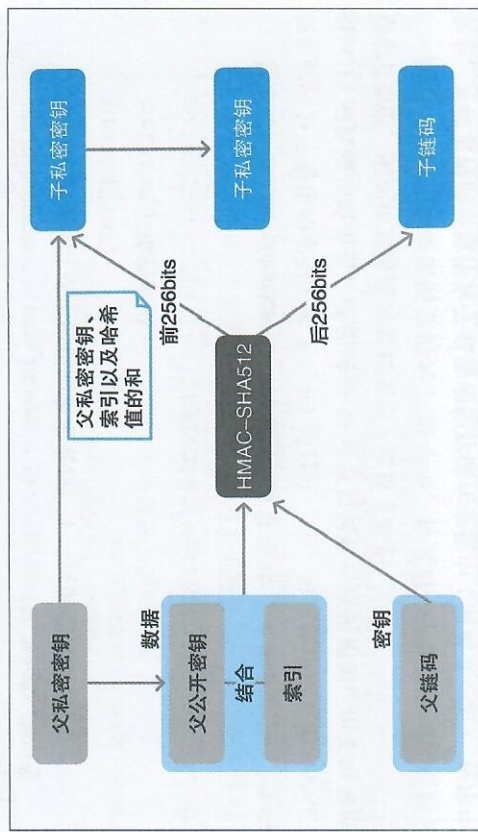 父私密密钥
子私密密钥
父私密密钥、
索引以及哈希
值的和
数据
父公开密钥
结合
索引
前256bits
HMAC-SHA512
子私密密钥
后256bits
密钥
父链码
子链码